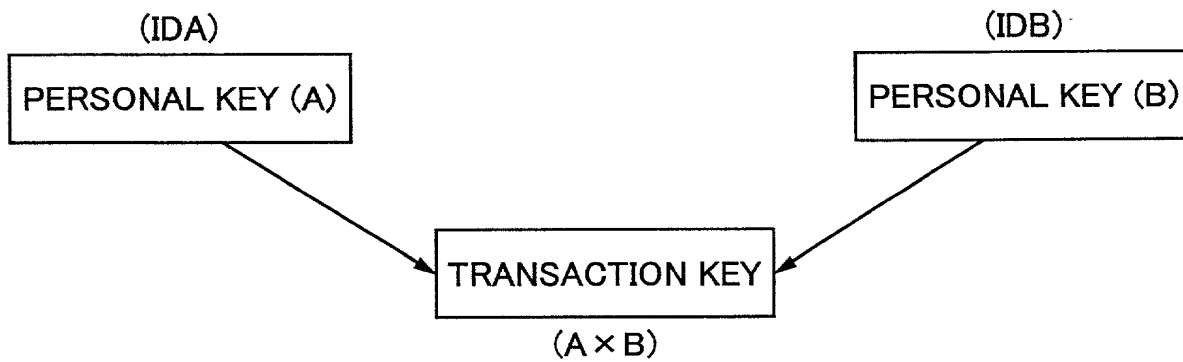 (IDA)
(IDB)
PERSONAL KEY (A)
PERSONAL KEY (B)
TRANSACTION KEY
(A×B)